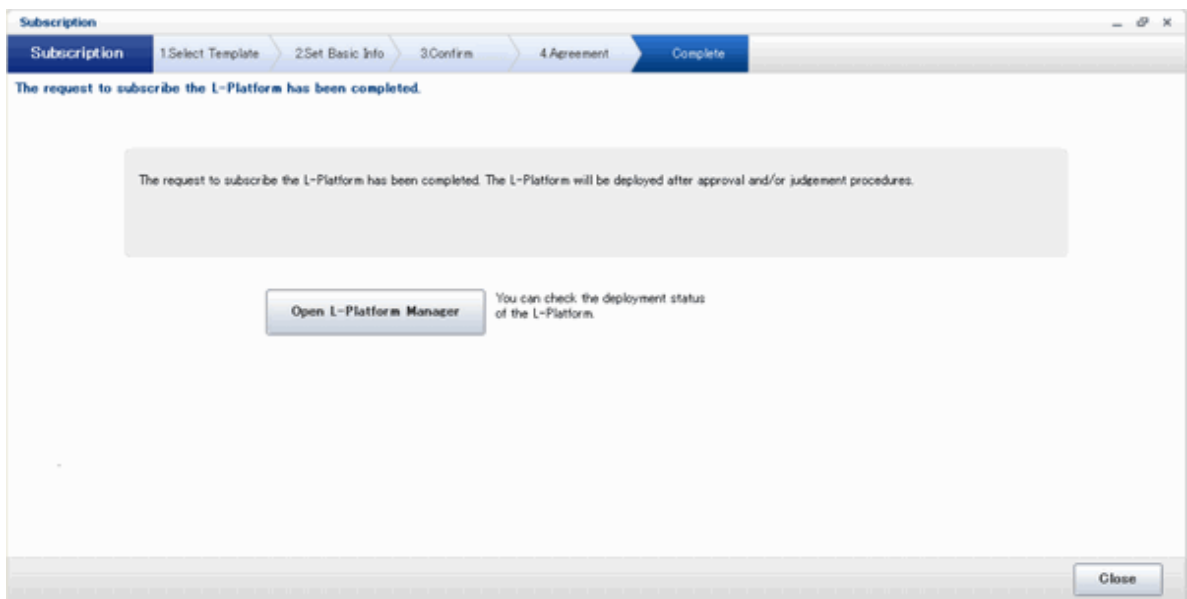 Subscription
Subscription 1.Select Template 2.Set Basic Info 3.Confirm 4.Agreement Complete
The request to subscribe the L-Platform has been completed.
The request to subscribe the L-Platform has been completed. The L-Platform will be deployed after approval and/or judgement procedures.
Open L-Platform Manager
You can check the deployment status
of the L-Platform.
Close